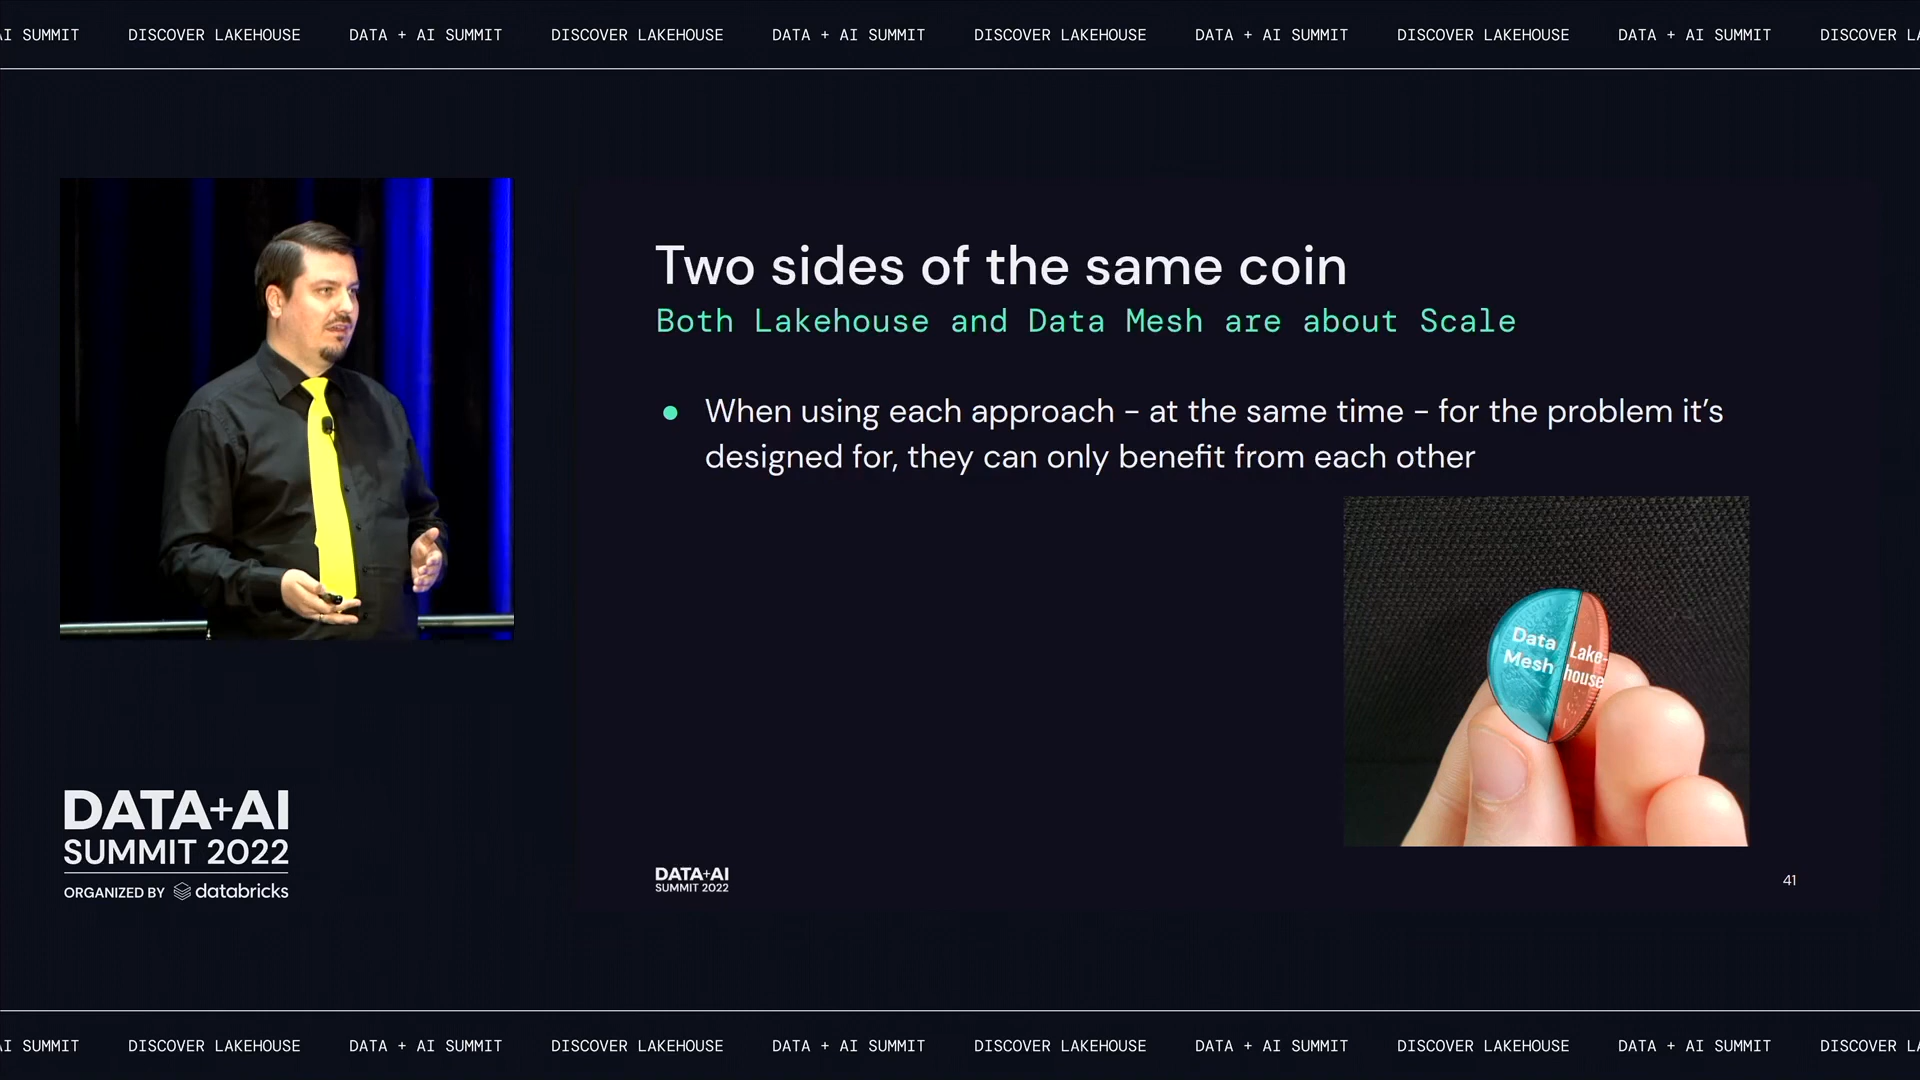 AI SUMMIT DISCOVER LAKEHOUSE DATA + AI SUMMIT DISCOVER LAKEHOUSE DATA + AI SUMMIT DISCOVER LAKEHOUSE DATA + AI SUMMIT DISCOVER LAKEHOUSE DATA + AI SUMMIT DISCOVER LA
Two sides of the same coin
Both Lakehouse and Data Mesh are about Scale
● When using each approach – at the same time – for the problem it’s
designed for, they can only benefit from each other
Data
Mesh
Lake-
house
DATA+AI
SUMMIT 2022
ORGANIZED BY databricks
DATA+AI
SUMMIT 2022
41
AI SUMMIT DISCOVER LAKEHOUSE DATA + AI SUMMIT DISCOVER LAKEHOUSE DATA + AI SUMMIT DISCOVER LAKEHOUSE DATA + AI SUMMIT DISCOVER LAKEHOUSE DATA + AI SUMMIT DISCOVER LA